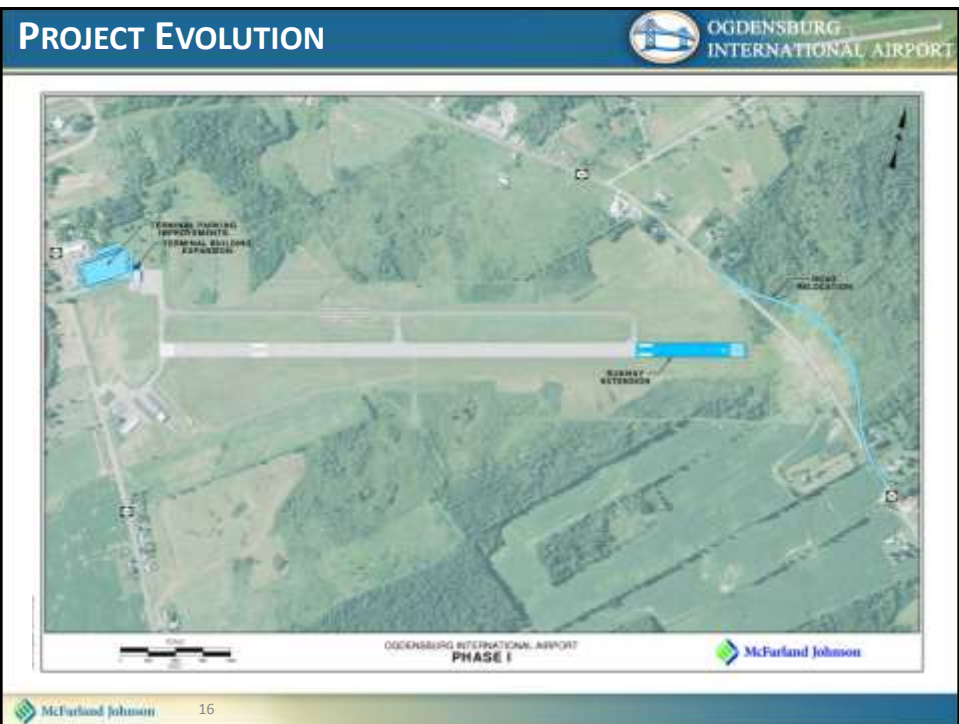 PROJECT EVOLUTION
OGDENSBURG
INTERNATIONAL AIRPORT
TERMINAL PARKING
IMPROVEMENTS
TERMINAL BUILDING
EXPANSION
ROAD
RELOCATION
RUNWAY
EXTENSION
OGDENSBURG INTERNATIONAL AIRPORT
PHASE I
McFarland Johnson
McFarland Johnson
16